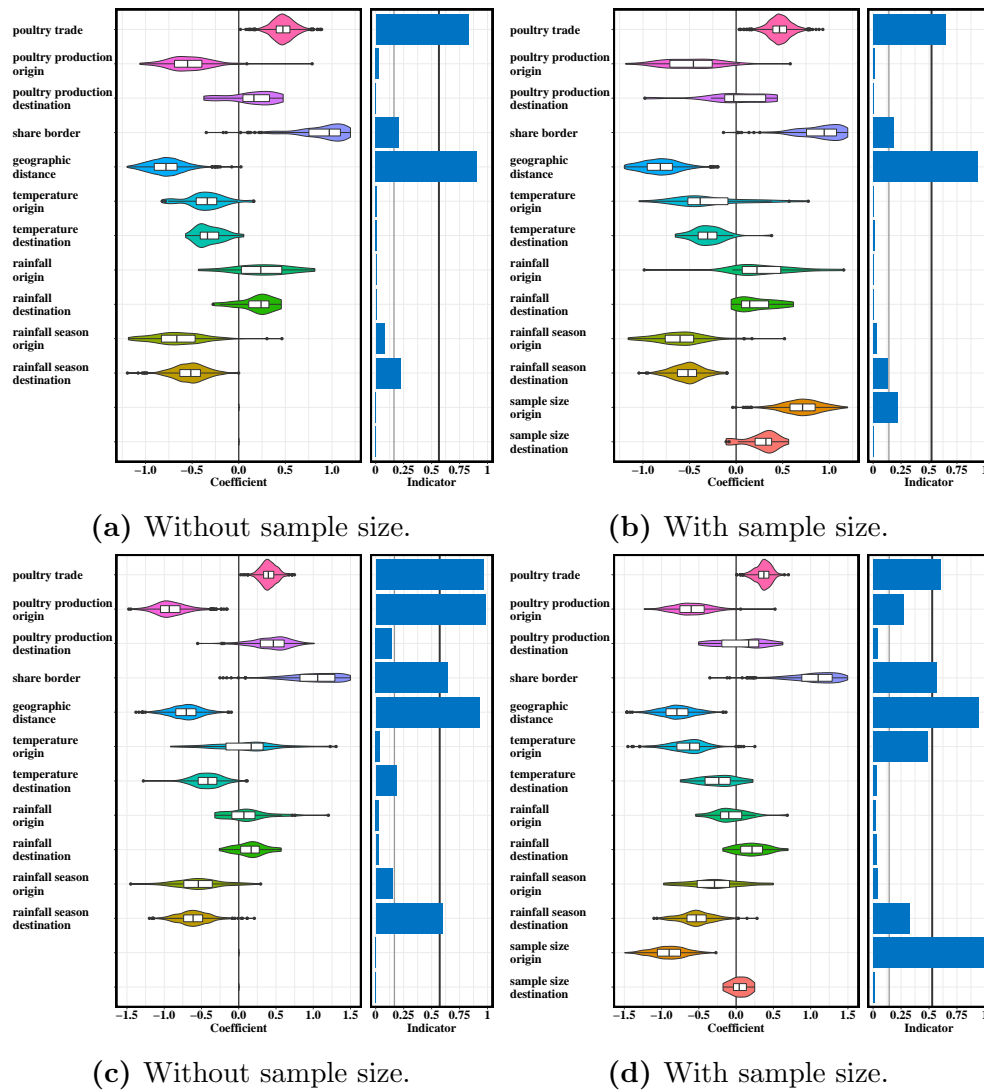 poultry trade
poultry production
origin
poultry production
destination
share border
geographic
distance
temperature
origin
temperature
destination
rainfall
origin
rainfall
destination
rainfall season
origin
rainfall season
destination
−1.0 −0.5 0.0 0.5 1.0
Coefficient
0 0.25 0.5 0.75 1
Indicator
(a) Without sample size.
poultry trade
poultry production
origin
poultry production
destination
share border
geographic
distance
temperature
origin
temperature
destination
rainfall
origin
rainfall
destination
rainfall season
origin
rainfall season
destination
sample size
origin
sample size
destination
−1.0 −0.5 0.0 0.5 1.0
Coefficient
0 0.25 0.5 0.75 1
Indicator
(b) With sample size.
poultry trade
poultry production
origin
poultry production
destination
share border
geographic
distance
temperature
origin
temperature
destination
rainfall
origin
rainfall
destination
rainfall season
origin
rainfall season
destination
−1.5 −1.0 −0.5 0.0 0.5 1.0 1.5
Coefficient
0 0.25 0.5 0.75 1
Indicator
(c) Without sample size.
poultry trade
poultry production
origin
poultry production
destination
share border
geographic
distance
temperature
origin
temperature
destination
rainfall
origin
rainfall
destination
rainfall season
origin
rainfall season
destination
sample size
origin
sample size
destination
−1.5 −1.0 −0.5 0.0 0.5 1.0 1.5
Coefficient
0 0.25 0.5 0.75 1
Indicator
(d) With sample size.